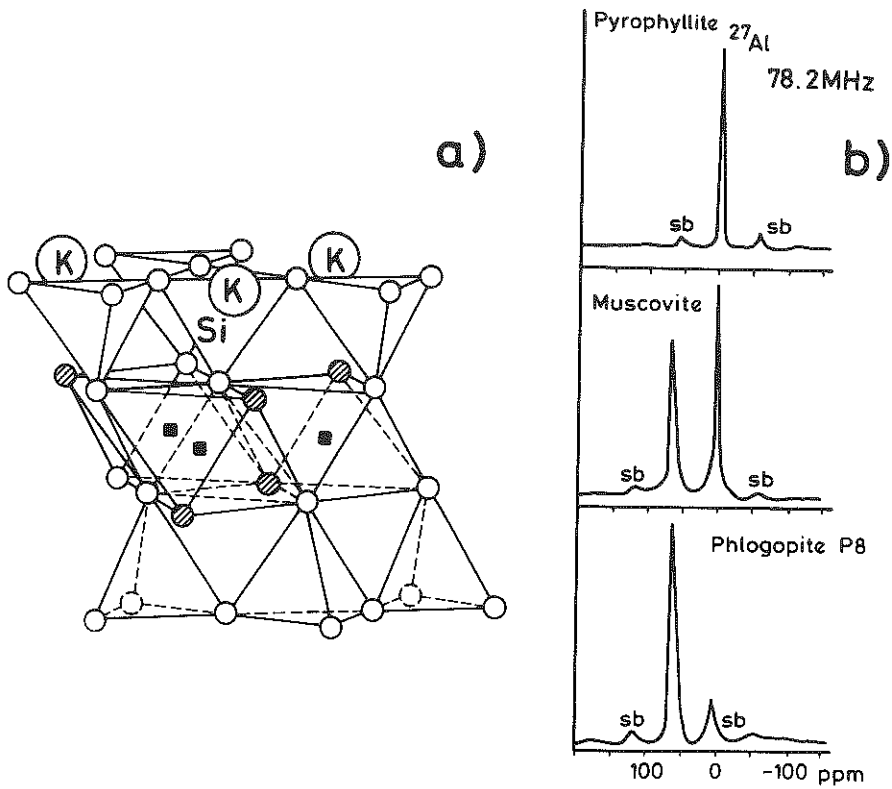 a)
K
K
K
Si
b)
Pyrophyllite
27Al
78.2MHz
sb
sb
Muscovite
sb
sb
Phlogopite P8
sb
sb
100 0 -100 ppm